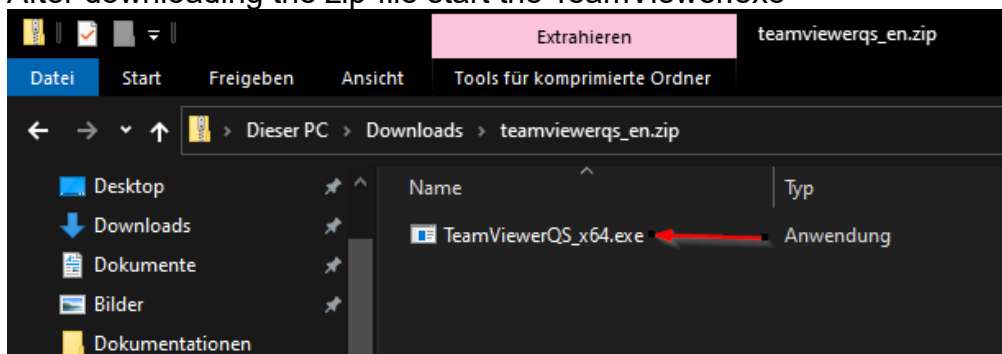 After downloading the zip-file start the TeamViewer.exe
Extrahieren
teamviewerqs_en.zip
Datei
Start
Freigeben
Ansicht
Tools für komprimierte Ordner
Dieser PC > Downloads > teamviewerqs_en.zip
Desktop
Downloads
Dokumente
Bilder
Dokumentationen
Name
Typ
TeamViewerQS_x64.exe
Anwendung